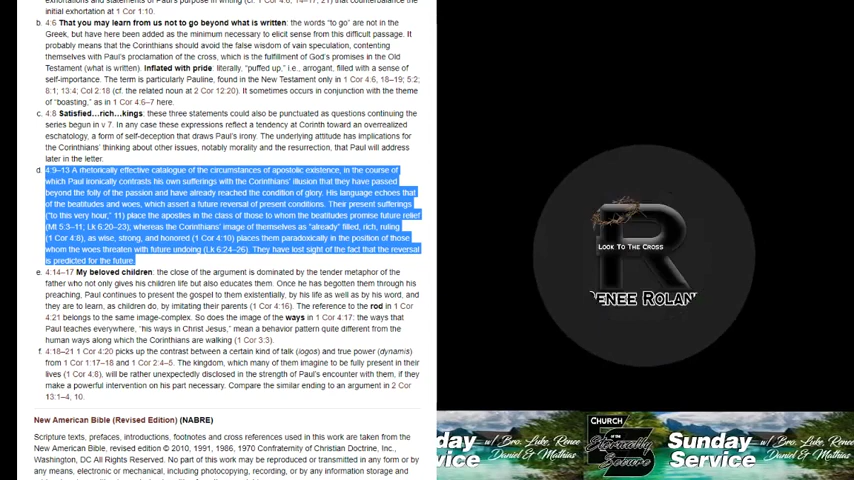 exhortations and statements of Paul's purpose in writing (cf. 1 Cor 4:6, 14–17, 21) that counterbalance the
initial exhortation at 1 Cor 1:10.
b. 4:6 That you may learn from us not to go beyond what is written: the words "to go" are not in the
Greek, but have here been added as the minimum necessary to elicit sense from this difficult passage. It
probably means that the Corinthians should avoid the false wisdom of vain speculation, contenting
themselves with Paul's proclamation of the cross, which is the fulfillment of God's promises in the Old
Testament (what is written). Inflated with pride: literally, "puffed up," i.e., arrogant, filled with a sense of
self-importance. The term is particularly Pauline, found in the New Testament only in 1 Cor 4:6, 18–19; 5:2;
8:1; 13:4; Col 2:18 (cf. the related noun at 2 Cor 12:20). It sometimes occurs in conjunction with the theme
of "boasting," as in 1 Cor 4:6–7 here.
c. 4:8 Satisfied…rich…kings: these three statements could also be punctuated as questions continuing the
series begun in v 7. In any case these expressions reflect a tendency at Corinth toward an overrealized
eschatology, a form of self-deception that draws Paul's irony. The underlying attitude has implications for
the Corinthians' thinking about other issues, notably morality and the resurrection, that Paul will address
later in the letter.
d. 4:9–13 A rhetorically effective catalogue of the circumstances of apostolic existence, in the course of
which Paul ironically contrasts his own sufferings with the Corinthians' illusion that they have passed
beyond the folly of the passion and have already reached the condition of glory. His language echoes that
of the beatitudes and woes, which assert a future reversal of present conditions. Their present sufferings
("to this very hour," 11) place the apostles in the class of those to whom the beatitudes promise future relief
(Mt 5:3–11; Lk 6:20–23); whereas the Corinthians' image of themselves as "already" filled, rich, ruling
(1 Cor 4:8), as wise, strong, and honored (1 Cor 4:10) places them paradoxically in the position of those
whom the woes threaten with future undoing (Lk 6:24–26). They have lost sight of the fact that the reversal
is predicted for the future.
e. 4:14–17 My beloved children: the close of the argument is dominated by the tender metaphor of the
father who not only gives his children life but also educates them. Once he has begotten them through his
preaching, Paul continues to present the gospel to them existentially, by his life as well as by his word, and
they are to learn, as children do, by imitating their parents (1 Cor 4:16). The reference to the rod in 1 Cor
4:21 belongs to the same image-complex. So does the image of the ways in 1 Cor 4:17: the ways that
Paul teaches everywhere, "his ways in Christ Jesus," mean a behavior pattern quite different from the
human ways along which the Corinthians are walking (1 Cor 3:3).
f. 4:18–21 1 Cor 4:20 picks up the contrast between a certain kind of talk (logos) and true power (dynamis)
from 1 Cor 1:17–18 and 1 Cor 2:4–5. The kingdom, which many of them imagine to be fully present in their
lives (1 Cor 4:8), will be rather unexpectedly disclosed in the strength of Paul's encounter with them, if they
make a powerful intervention on his part necessary. Compare the similar ending to an argument in 2 Cor
13:1–4, 10.
New American Bible (Revised Edition) (NABRE)
Scripture texts, prefaces, introductions, footnotes and cross references used in this work are taken from the
New American Bible, revised edition © 2010, 1991, 1986, 1970 Confraternity of Christian Doctrine, Inc.,
Washington, DC All Rights Reserved. No part of this work may be reproduced or transmitted in any form or by
any means, electronic or mechanical, including photocopying, recording, or by any information storage and
R
LOOK TO THE CROSS
RENEE ROLAN
day
vice
w/ Bro. Luke, Renee
Daniel & Mathias
CHURCH
OF THE
Eternally
Secure
Sunday
Service
w/ Bro. Luke, Renee
Daniel & Mathias